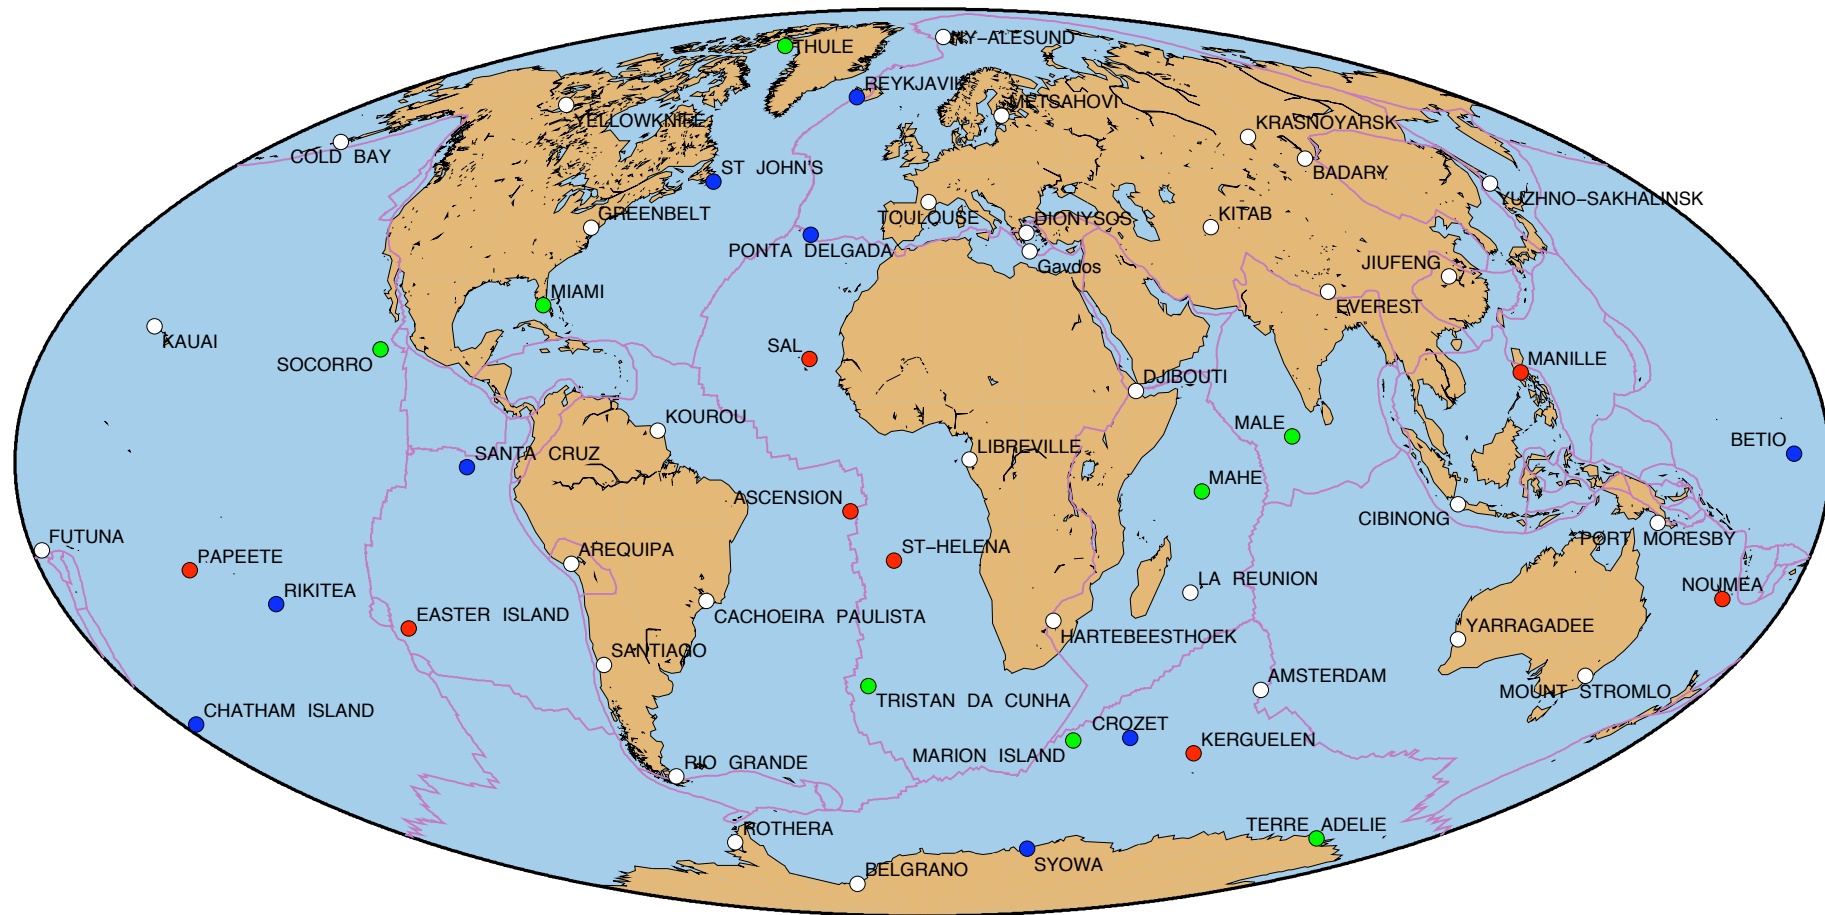 THULE
NY-ALESUND
REYKJAVIK
METSAHOVI
YELLOWKNIFE
KRASNOYARSK
COLD BAY
ST JOHN'S
BADARY
YUZHNO-SAKHALINSK
GREENBELT
TOULOUSE
DIONYSOS
KITAB
PONTA DELGADA
Gavdos
JIUFENG
MIAMI
EVEREST
KAUAI
SOCORRO
SAL
MANILLE
DJIBOUTI
KOUROU
MALE
LIBREVILLE
BETIO
SANTA CRUZ
MAHE
ASCENSION
CIBINONG
FUTUNA
PORT MORESBY
PAPEETE
AREQUIPA
ST-HELENA
LA REUNION
NOUMEA
RIKITEA
EASTER ISLAND
CACHOEIRA PAULISTA
YARRAGADEE
HARTEBEESTHOEK
SANTIAGO
AMSTERDAM
MOUNT STROMLO
TRISTAN DA CUNHA
CHATHAM ISLAND
CROZET
KERGUELEN
MARION ISLAND
RIO GRANDE
ROTHERA
TERRE ADELIE
SYOWA
BELGRANO